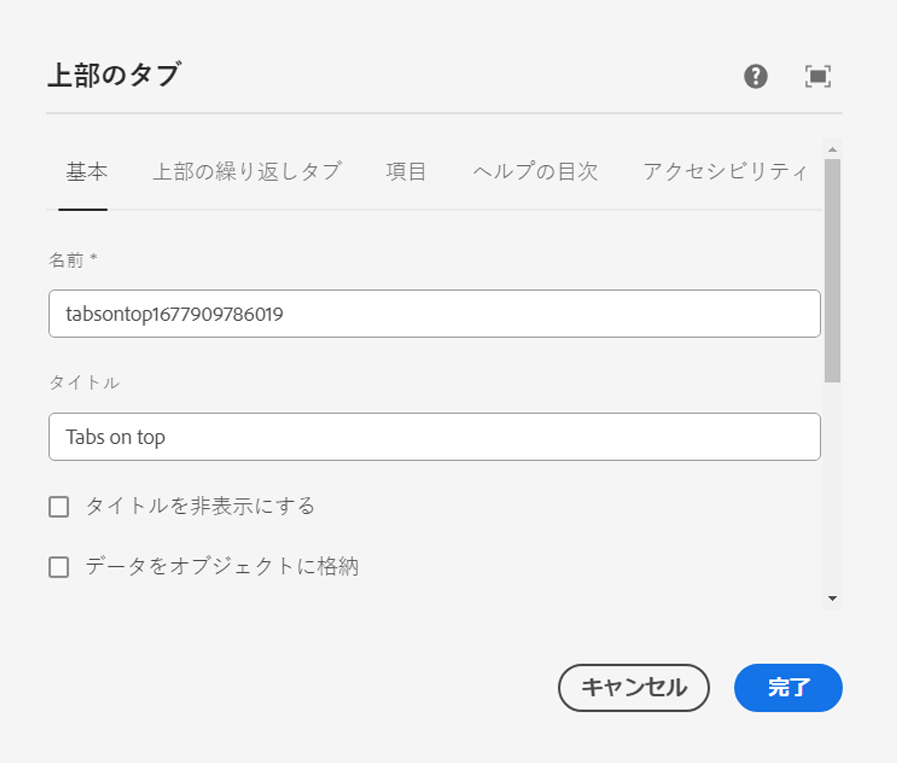 上部のタブ
基本 上部の繰り返しタブ 項目 ヘルプの目次 アクセシビリティ
名前 *
tabsontop1677909786019
タイトル
Tabs on top
タイトルを非表示にする
データをオブジェクトに格納
キャンセル 完了